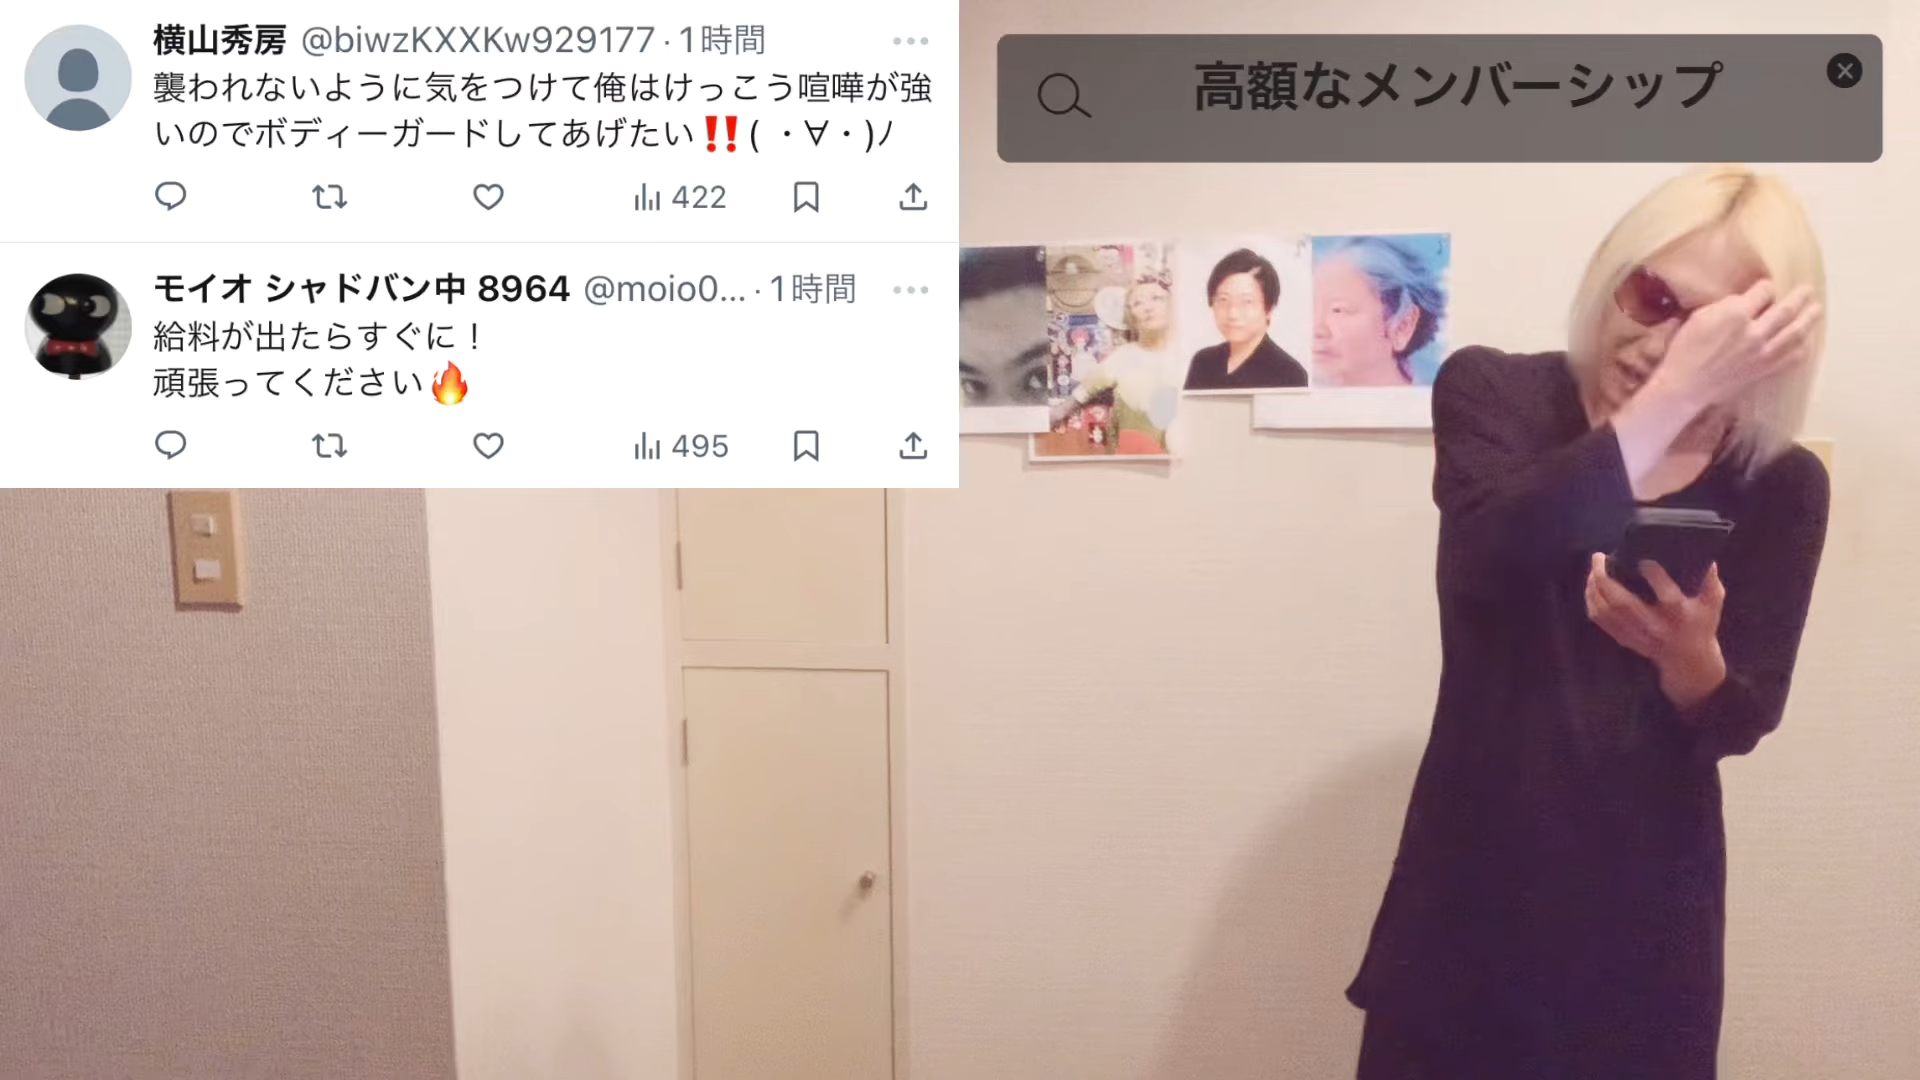 横山秀房 @biwzKXXKw929177 · 1時間
襲われないように気をつけて俺はけっこう喧嘩が強
いのでボディーガードしてあげたい‼️( ・∀・)ノ
422
モイオ シャドバン中 8964 @moio0... · 1時間
給料が出たらすぐに！
頑張ってください🔥
495
高額なメンバーシップ